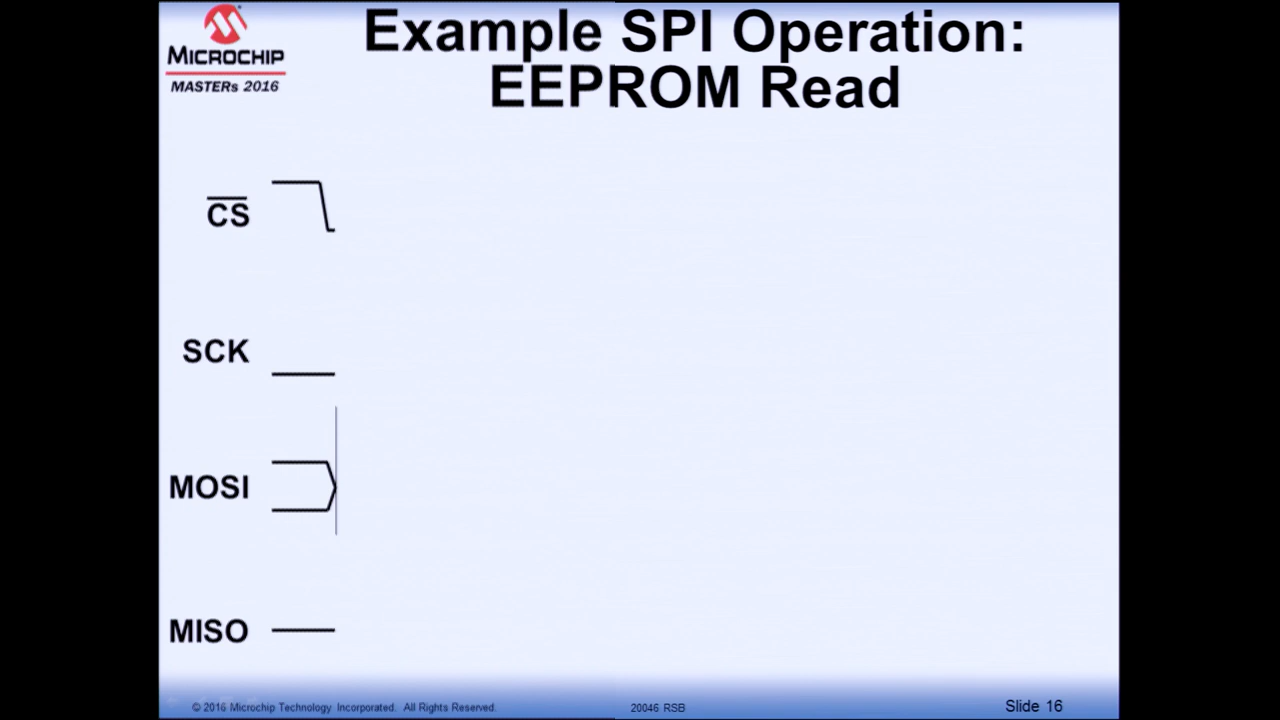 MICROCHIP
MASTERs 2016
Example SPI Operation:
EEPROM Read
CS
SCK
MOSI
MISO
© 2016 Microchip Technology Incorporated. All Rights Reserved.
20046 RSB
Slide 16